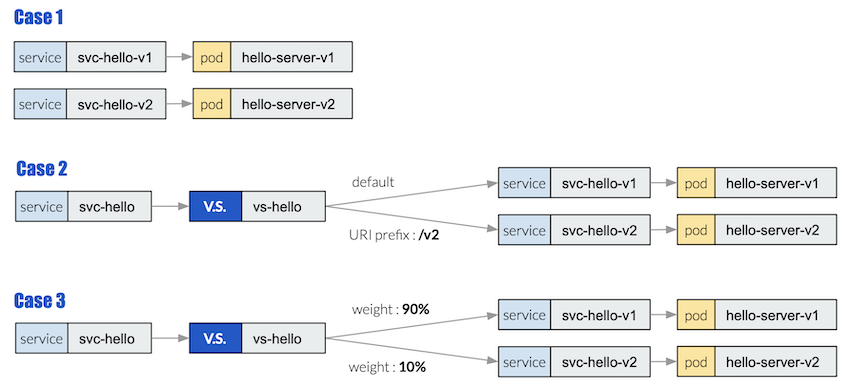 Case 1
service svc-hello-v1 pod hello-server-v1
service svc-hello-v2 pod hello-server-v2
Case 2
default
service svc-hello-v1 pod hello-server-v1
service svc-hello V.S. vs-hello
URI prefix : /v2
service svc-hello-v2 pod hello-server-v2
Case 3
weight : 90%
service svc-hello-v1 pod hello-server-v1
service svc-hello V.S. vs-hello
weight : 10%
service svc-hello-v2 pod hello-server-v2